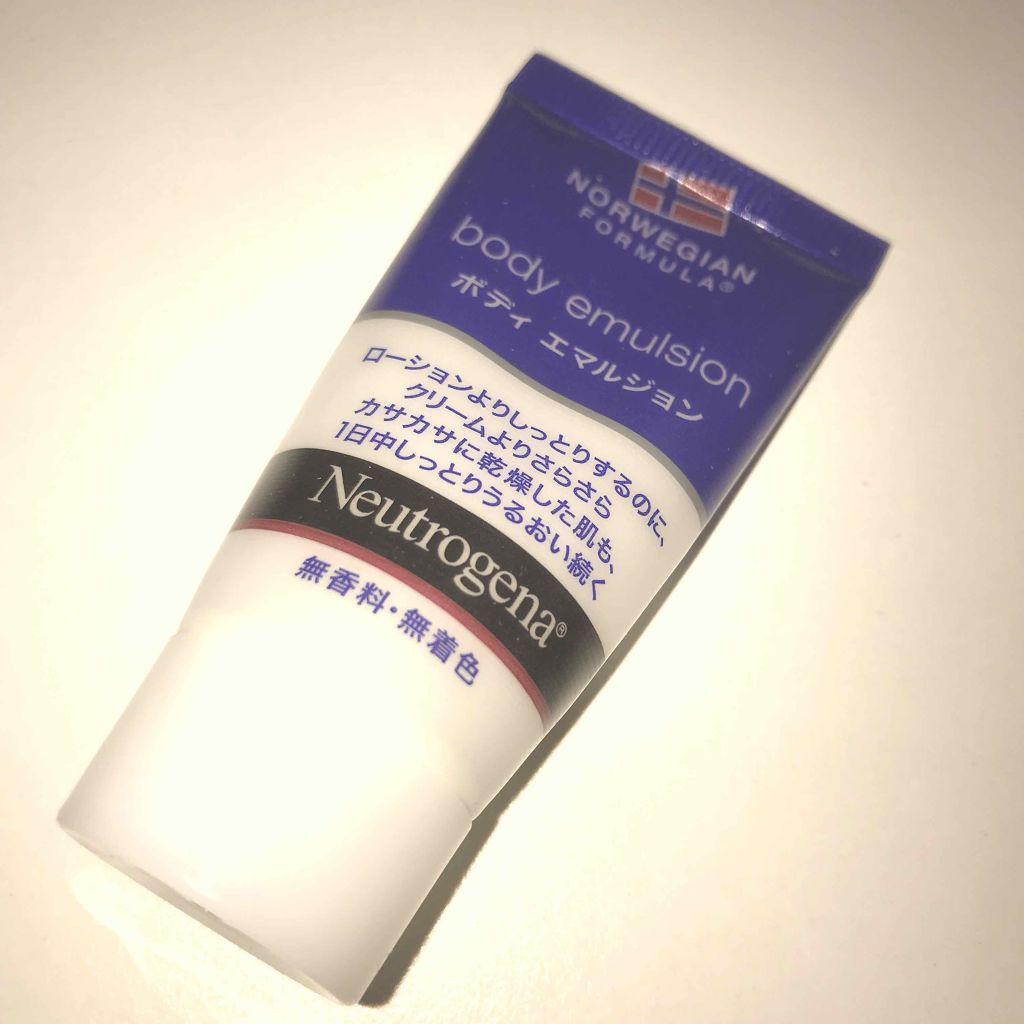 NORWEGIAN
FORMULA®
body emulsion
ボディ エマルジョン
ローションよりしっとりするのに、
クリームよりさらさら
カサカサに乾燥した肌も、
1日中しっとりうるおい続く
Neutrogena®
無香料・無着色